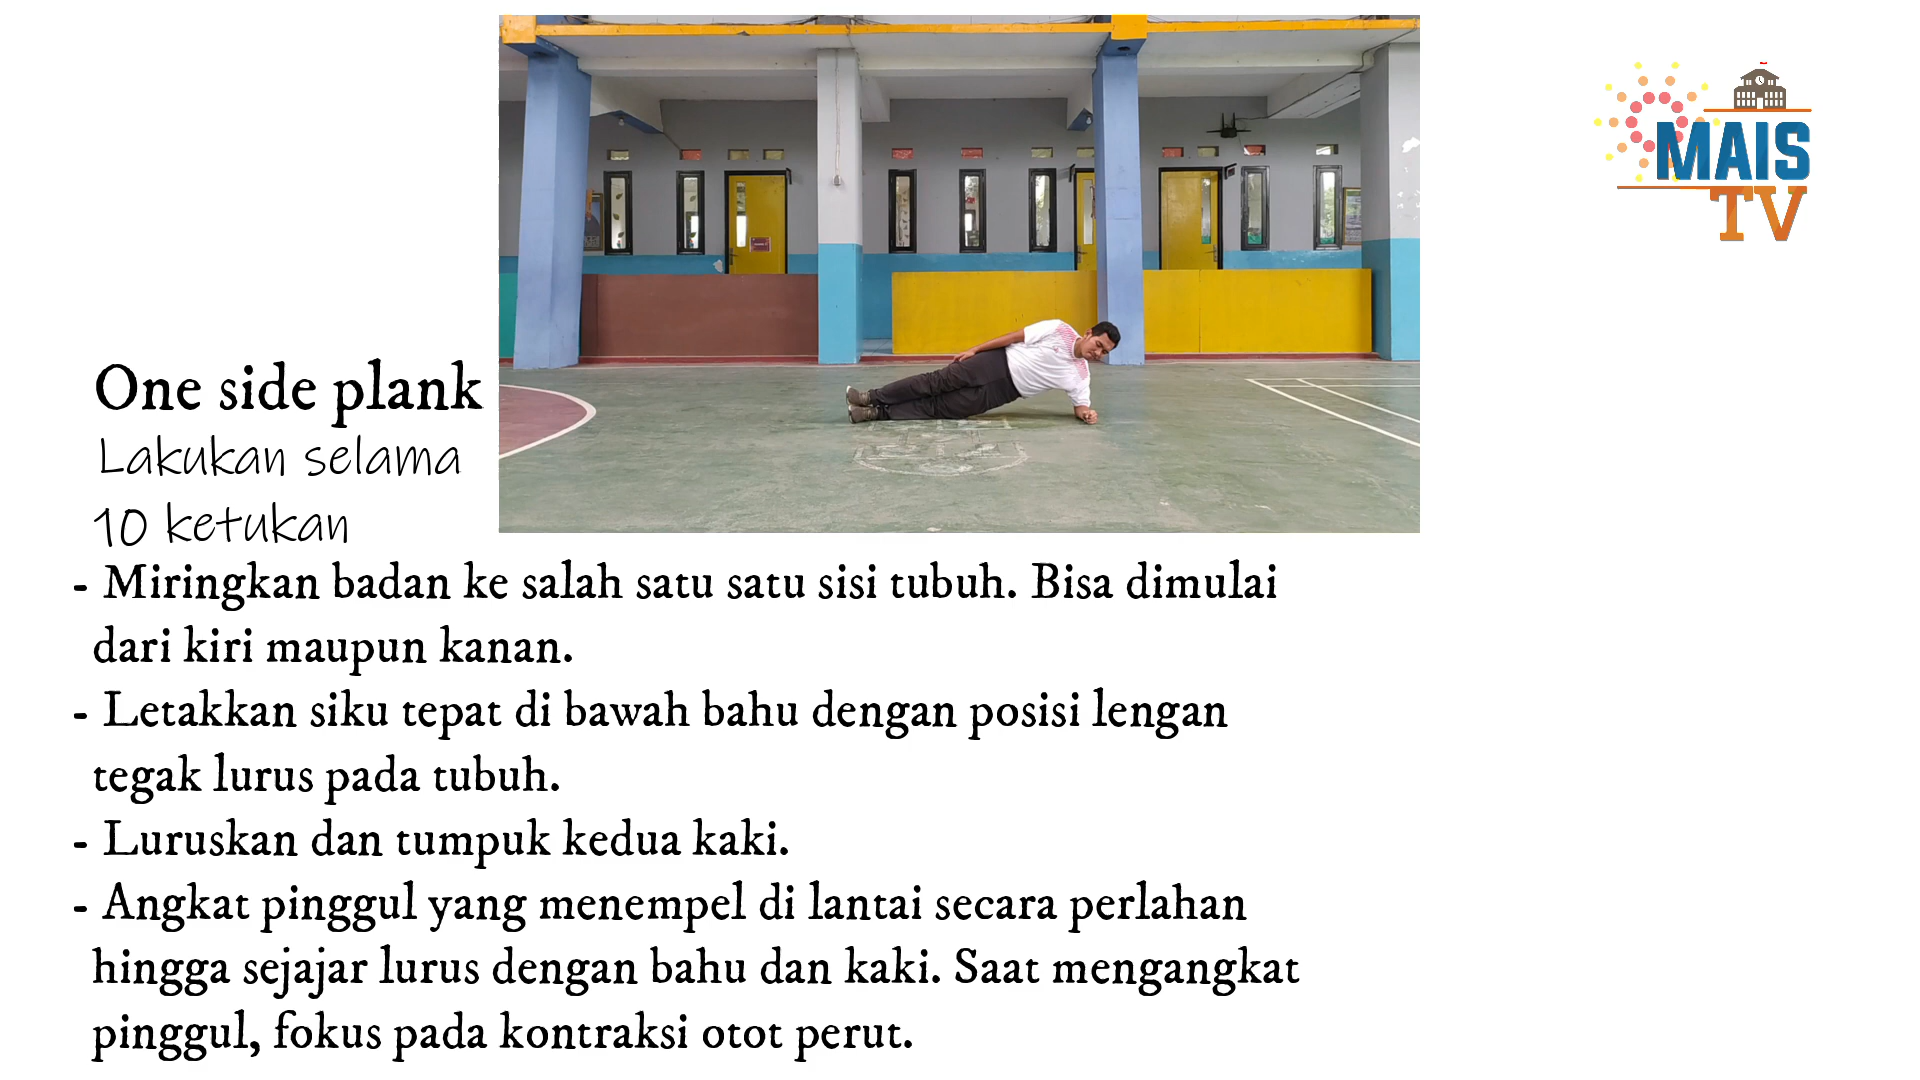 MAIS
TV
One side plank
Lakukan selama
10 ketukan
- Miringkan badan ke salah satu satu sisi tubuh. Bisa dimulai
dari kiri maupun kanan.
- Letakkan siku tepat di bawah bahu dengan posisi lengan
tegak lurus pada tubuh.
- Luruskan dan tumpuk kedua kaki.
- Angkat pinggul yang menempel di lantai secara perlahan
hingga sejajar lurus dengan bahu dan kaki. Saat mengangkat
pinggul, fokus pada kontraksi otot perut.